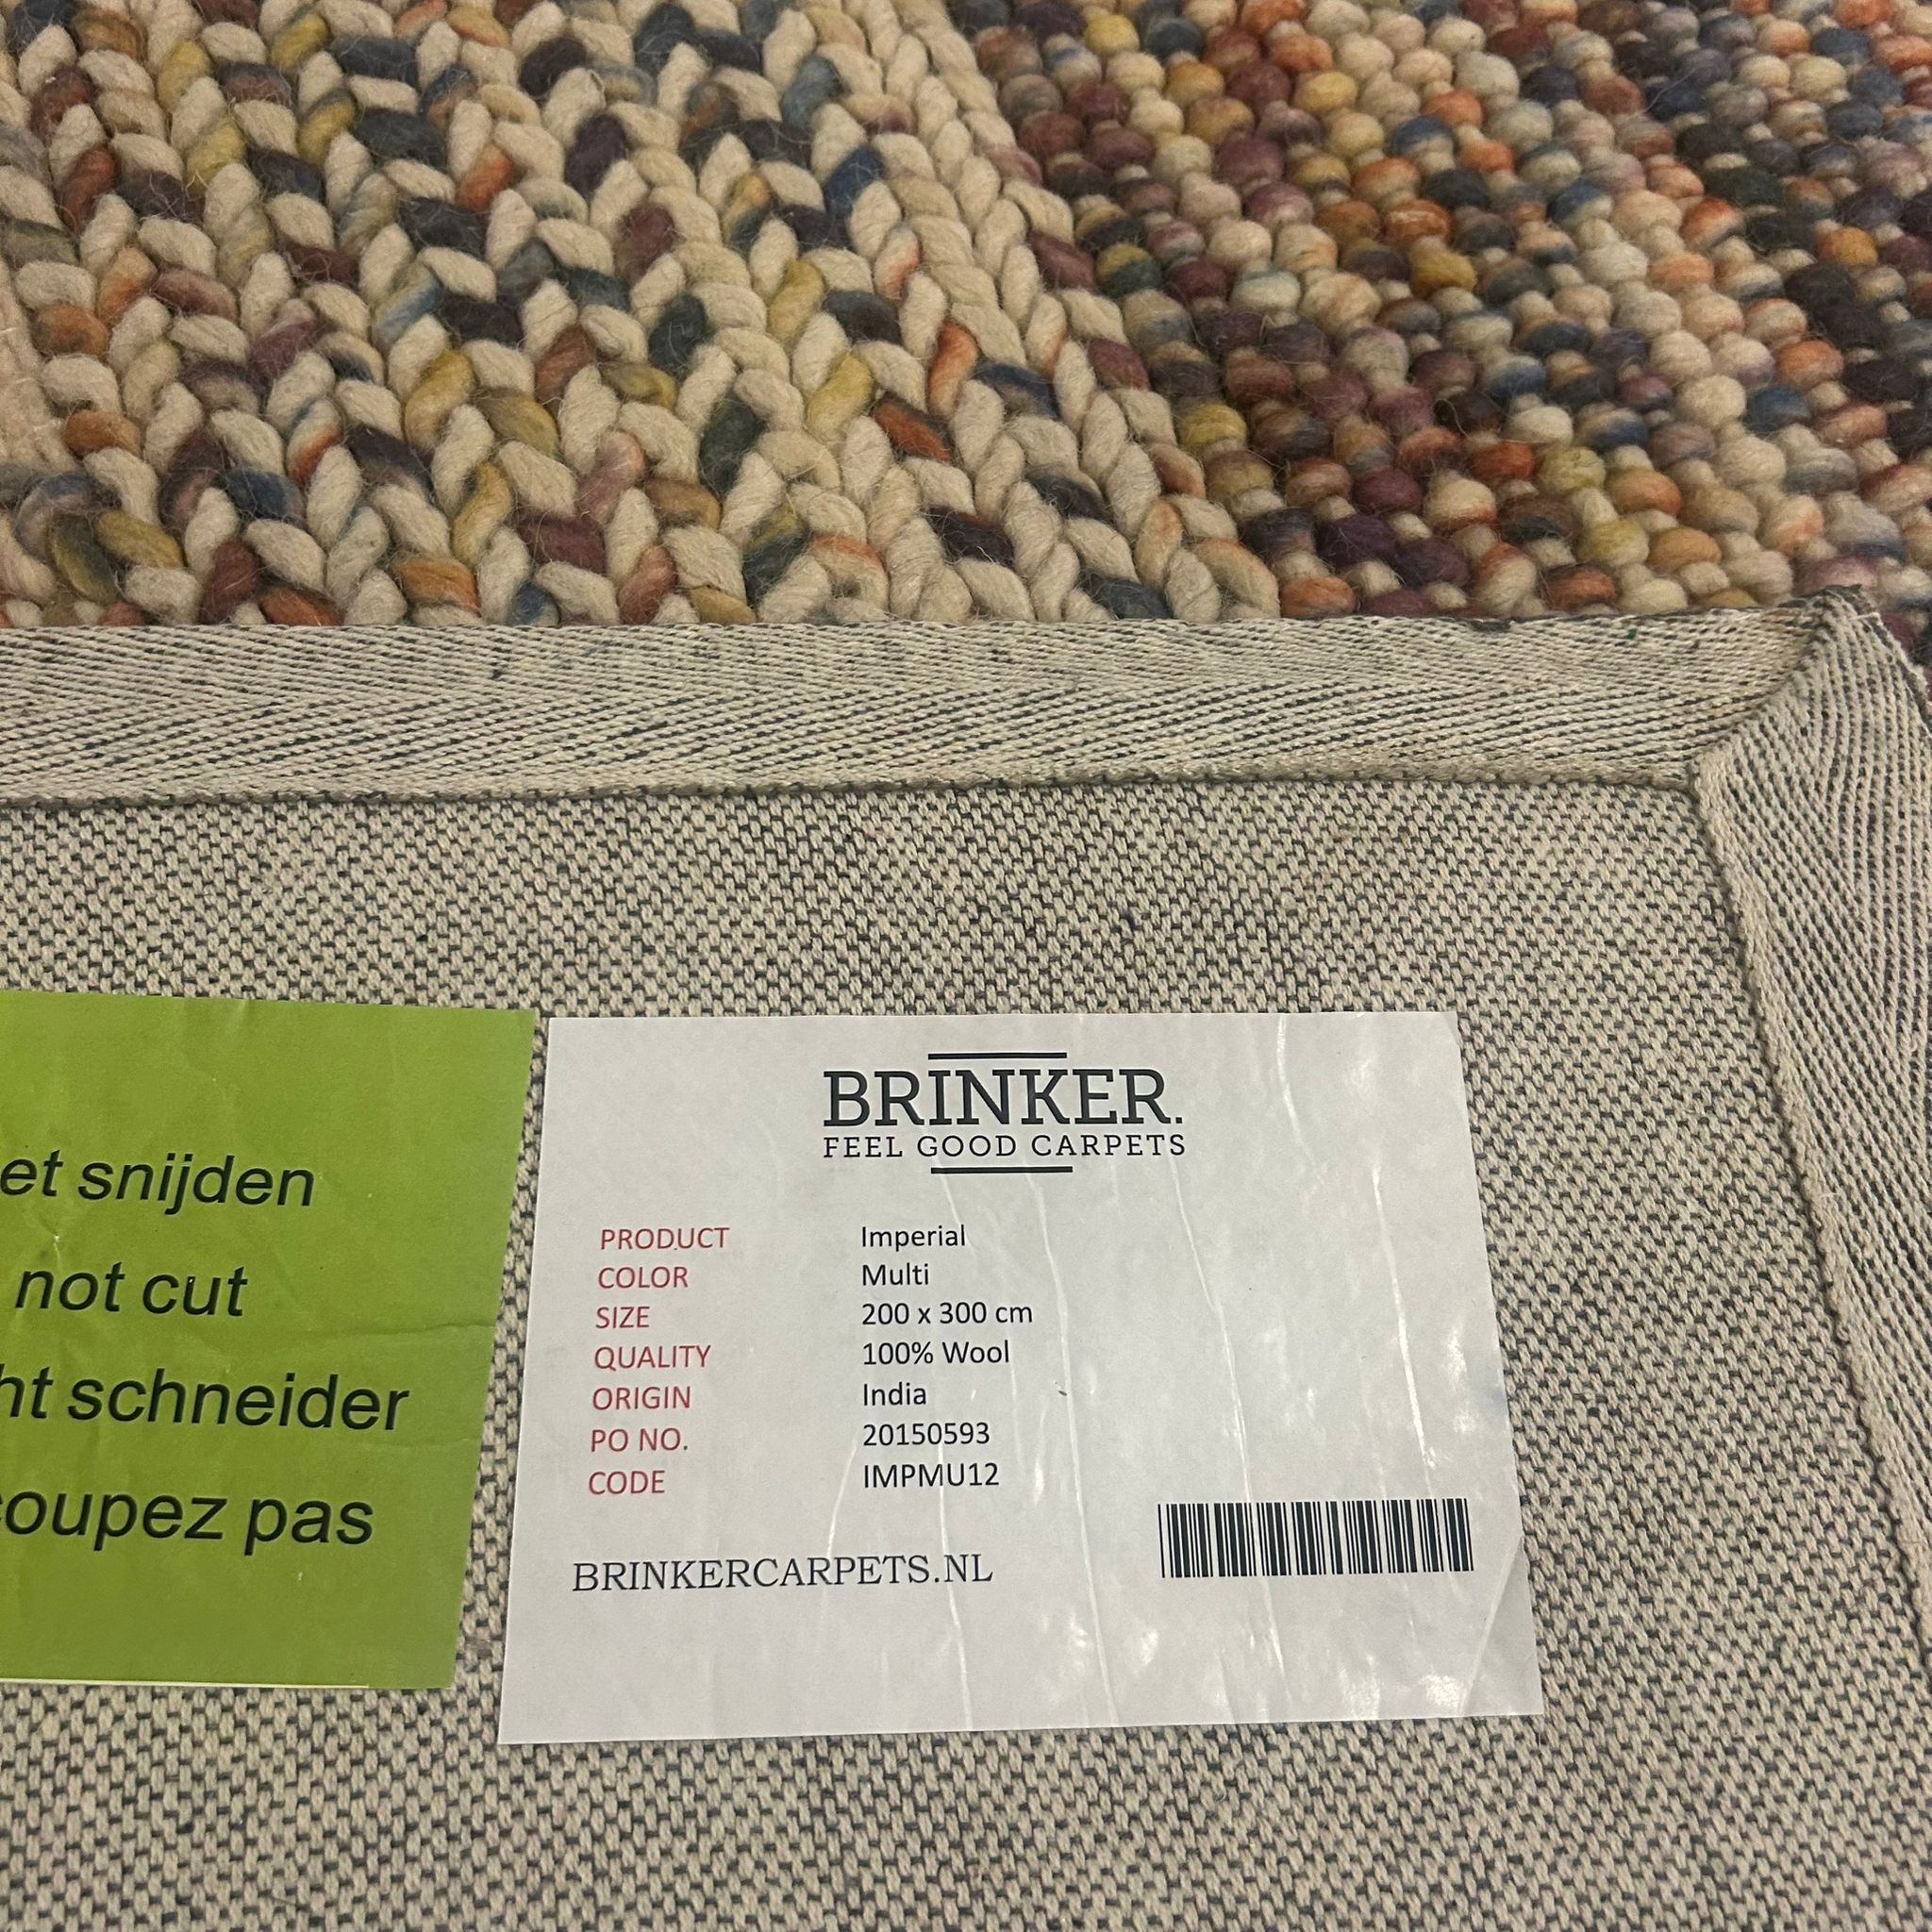 et snijden
not cut
ht schneider
coupez pas
BRINKER.
FEEL GOOD CARPETS
PRODUCT Imperial
COLOR Multi
SIZE 200 x 300 cm
QUALITY 100% Wool
ORIGIN India
PO NO. 20150593
CODE IMPMU12
BRINKERCARPETS.NL